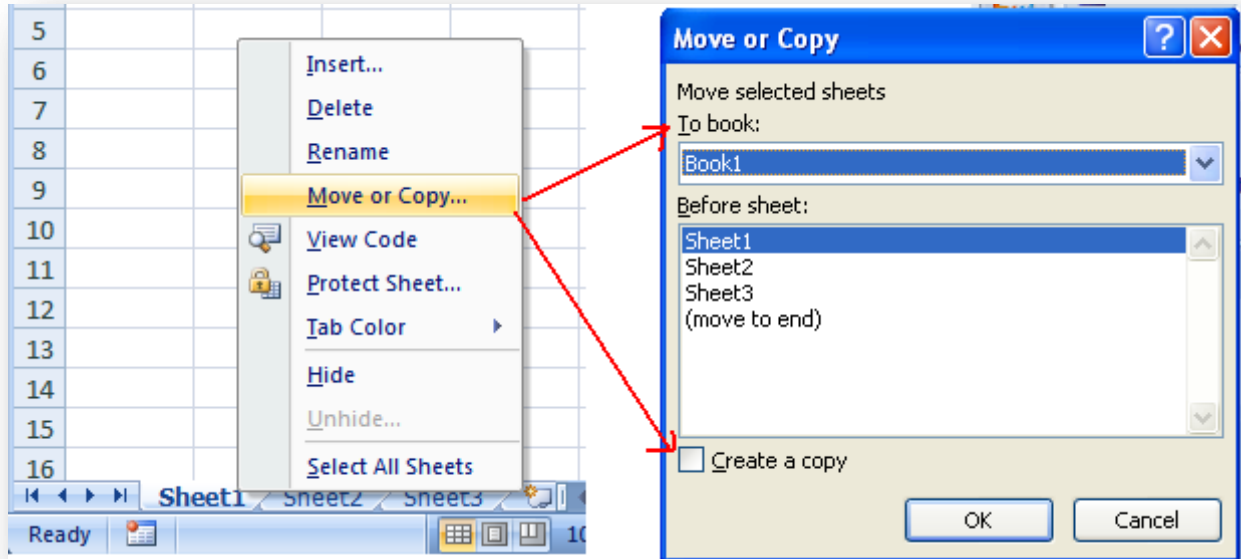 5
6
7
8
9
10
11
12
13
14
15
16
Insert...
Delete
Rename
Move or Copy...
View Code
Protect Sheet...
Tab Color
Hide
Unhide...
Select All Sheets
Sheet1 Sheet2 Sheet3
Ready 10
Move or Copy
Move selected sheets
To book:
Book1
Before sheet:
Sheet1
Sheet2
Sheet3
(move to end)
Create a copy
OK Cancel